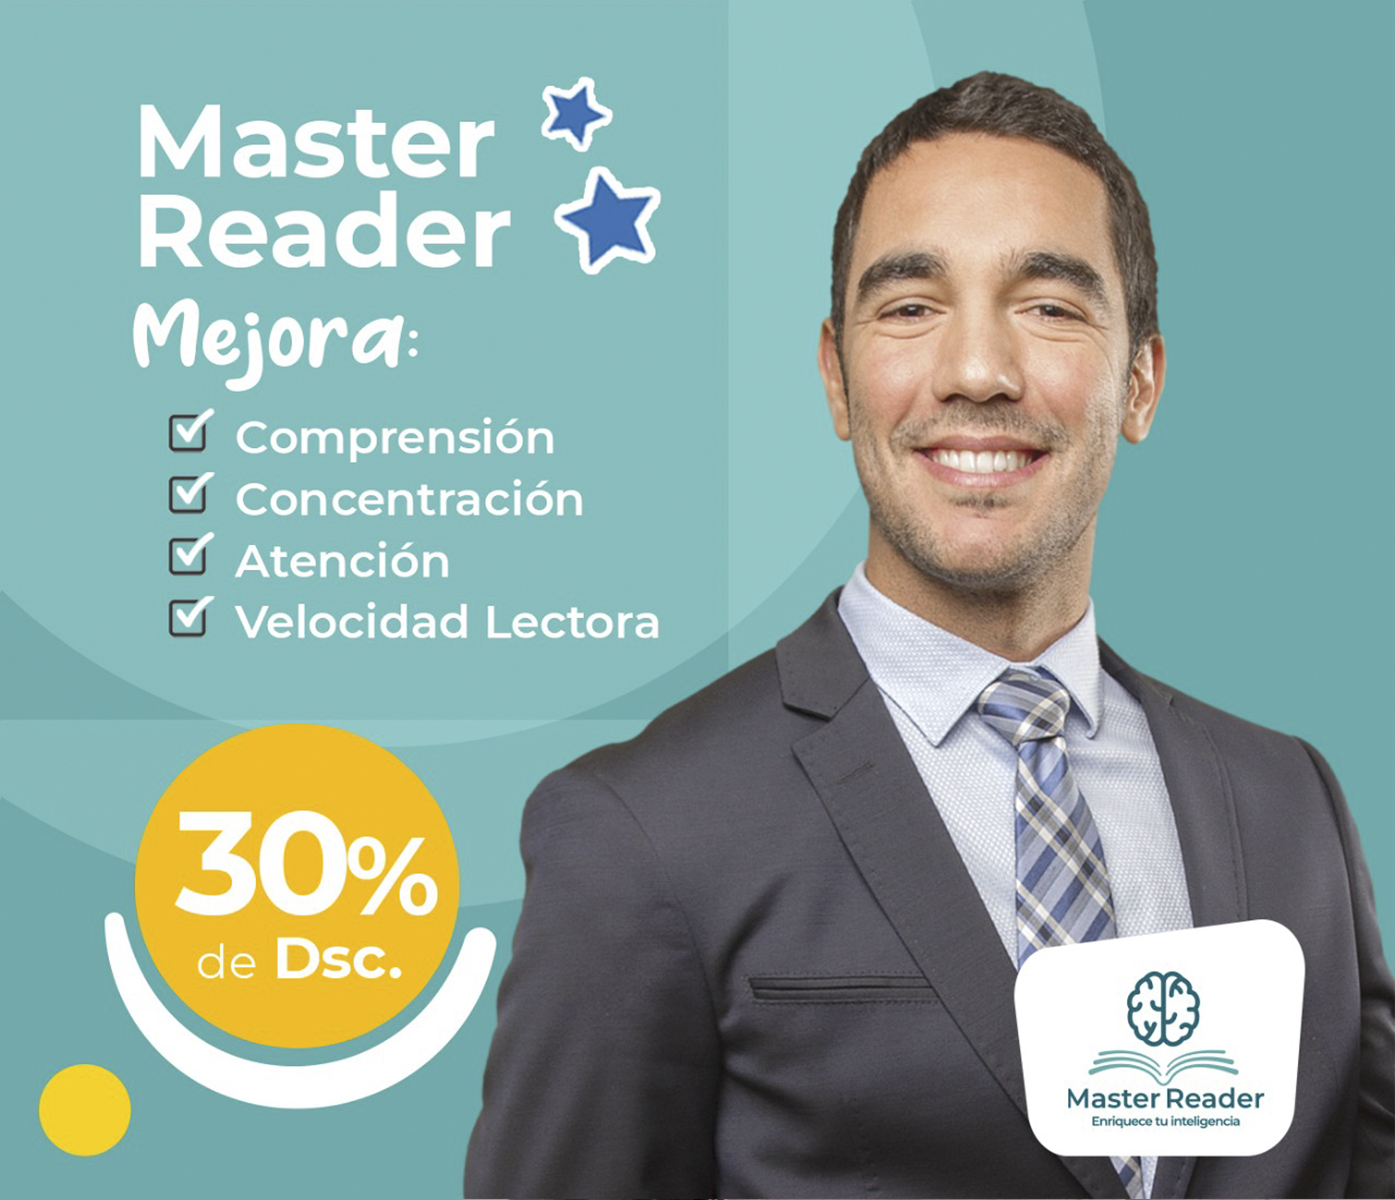 Master
Reader
Mejora:
Comprensión
Concentración
Atención
Velocidad Lectora
30%
de Dsc.
Master Reader
Enriquece tu inteligencia